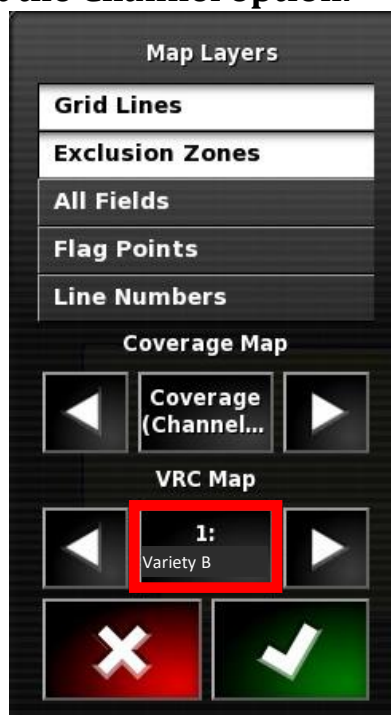 the Channel option.
Map Layers
Grid Lines
Exclusion Zones
All Fields
Flag Points
Line Numbers
Coverage Map
Coverage
(Channel...
VRC Map
1:
Variety B